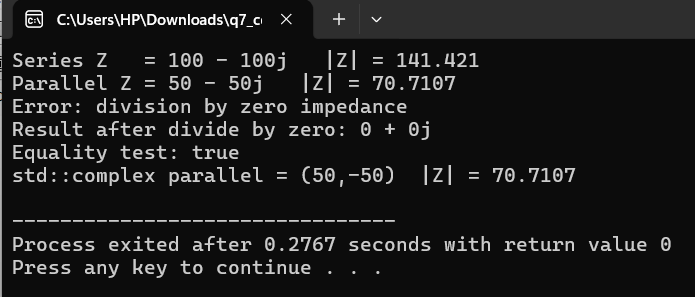 C:\Users\HP\Downloads\q7_c
Series Z   = 100 - 100j   |Z| = 141.421
Parallel Z = 50 - 50j   |Z| = 70.7107
Error: division by zero impedance
Result after divide by zero: 0 + 0j
Equality test: true
std::complex parallel = (50,-50)  |Z| = 70.7107
--------------------------------
Process exited after 0.2767 seconds with return value 0
Press any key to continue . . .